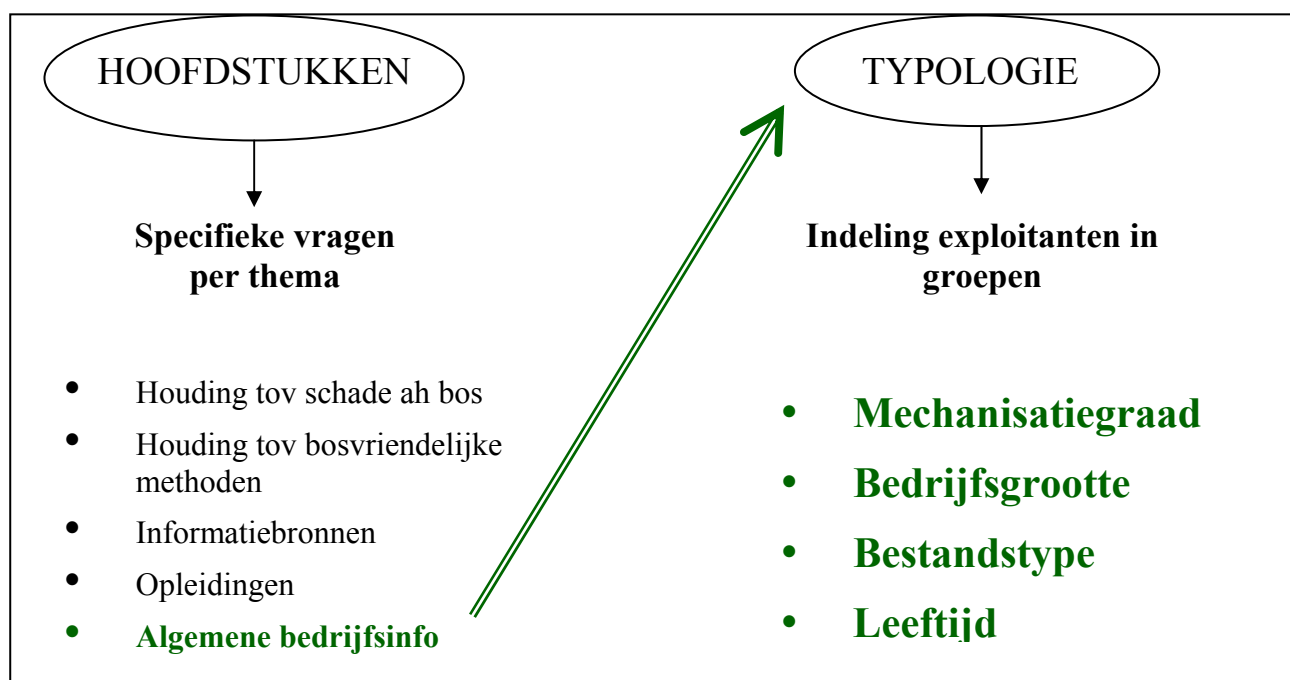 HOOFDSTUKKEN
Specifieke vragen
per thema
• Houding tov schade ah bos
• Houding tov bosvriendelijke
methoden
• Informatiebronnen
• Opleidingen
• Algemene bedrijfsinfo
TYPOLOGIE
Indeling exploitanten in
groepen
• Mechanisatiegraad
• Bedrijfsgrootte
• Bestandstype
• Leeftijd